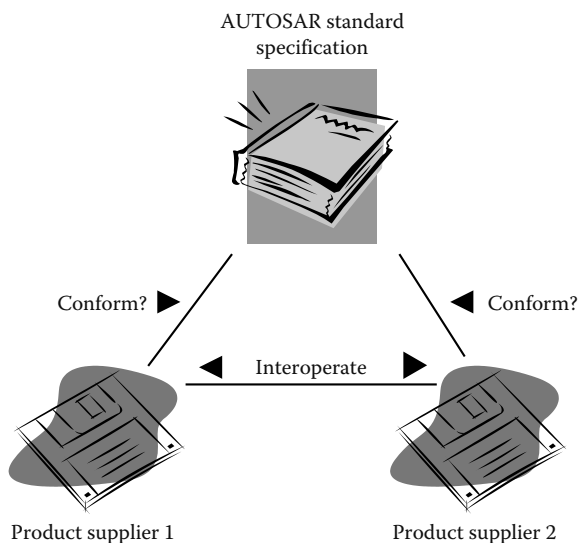 AUTOSAR standard
specification
Conform?
Conform?
Interoperate
Product supplier 1
Product supplier 2